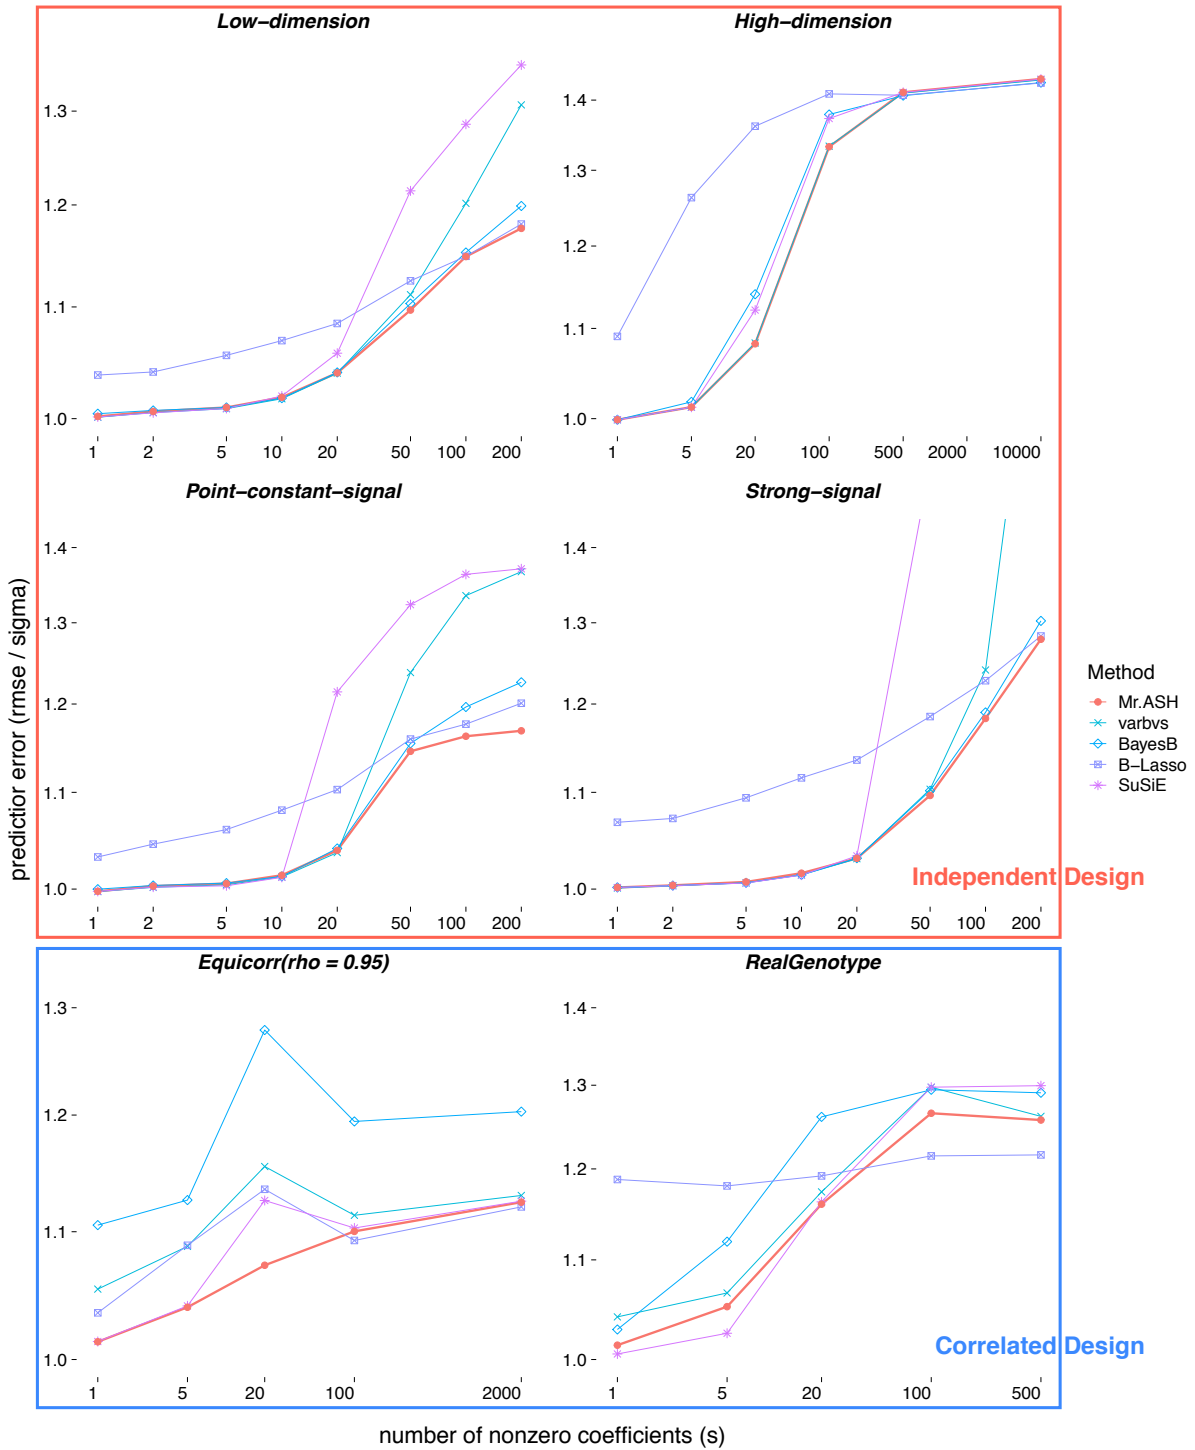 Low−dimension
High−dimension
1.3
1.2
1.1
1.0
1 2 5 10 20 50 100 200
1.4
1.3
1.2
1.1
1.0
1 5 20 100 500 2000 10000
Point−constant−signal
Strong−signal
1.4
1.3
1.2
1.1
1.0
1 2 5 10 20 50 100 200
1.4
1.3
1.2
1.1
1.0
1 2 5 10 20 50 100 200
Independent Design
predictior error (rmse / sigma)
Method
Mr.ASH
varbvs
BayesB
B−Lasso
SuSiE
Equicorr(rho = 0.95)
RealGenotype
1.3
1.2
1.1
1.0
1 5 20 100 2000
1.4
1.3
1.2
1.1
1.0
1 5 20 100 500
Correlated Design
number of nonzero coefficients (s)